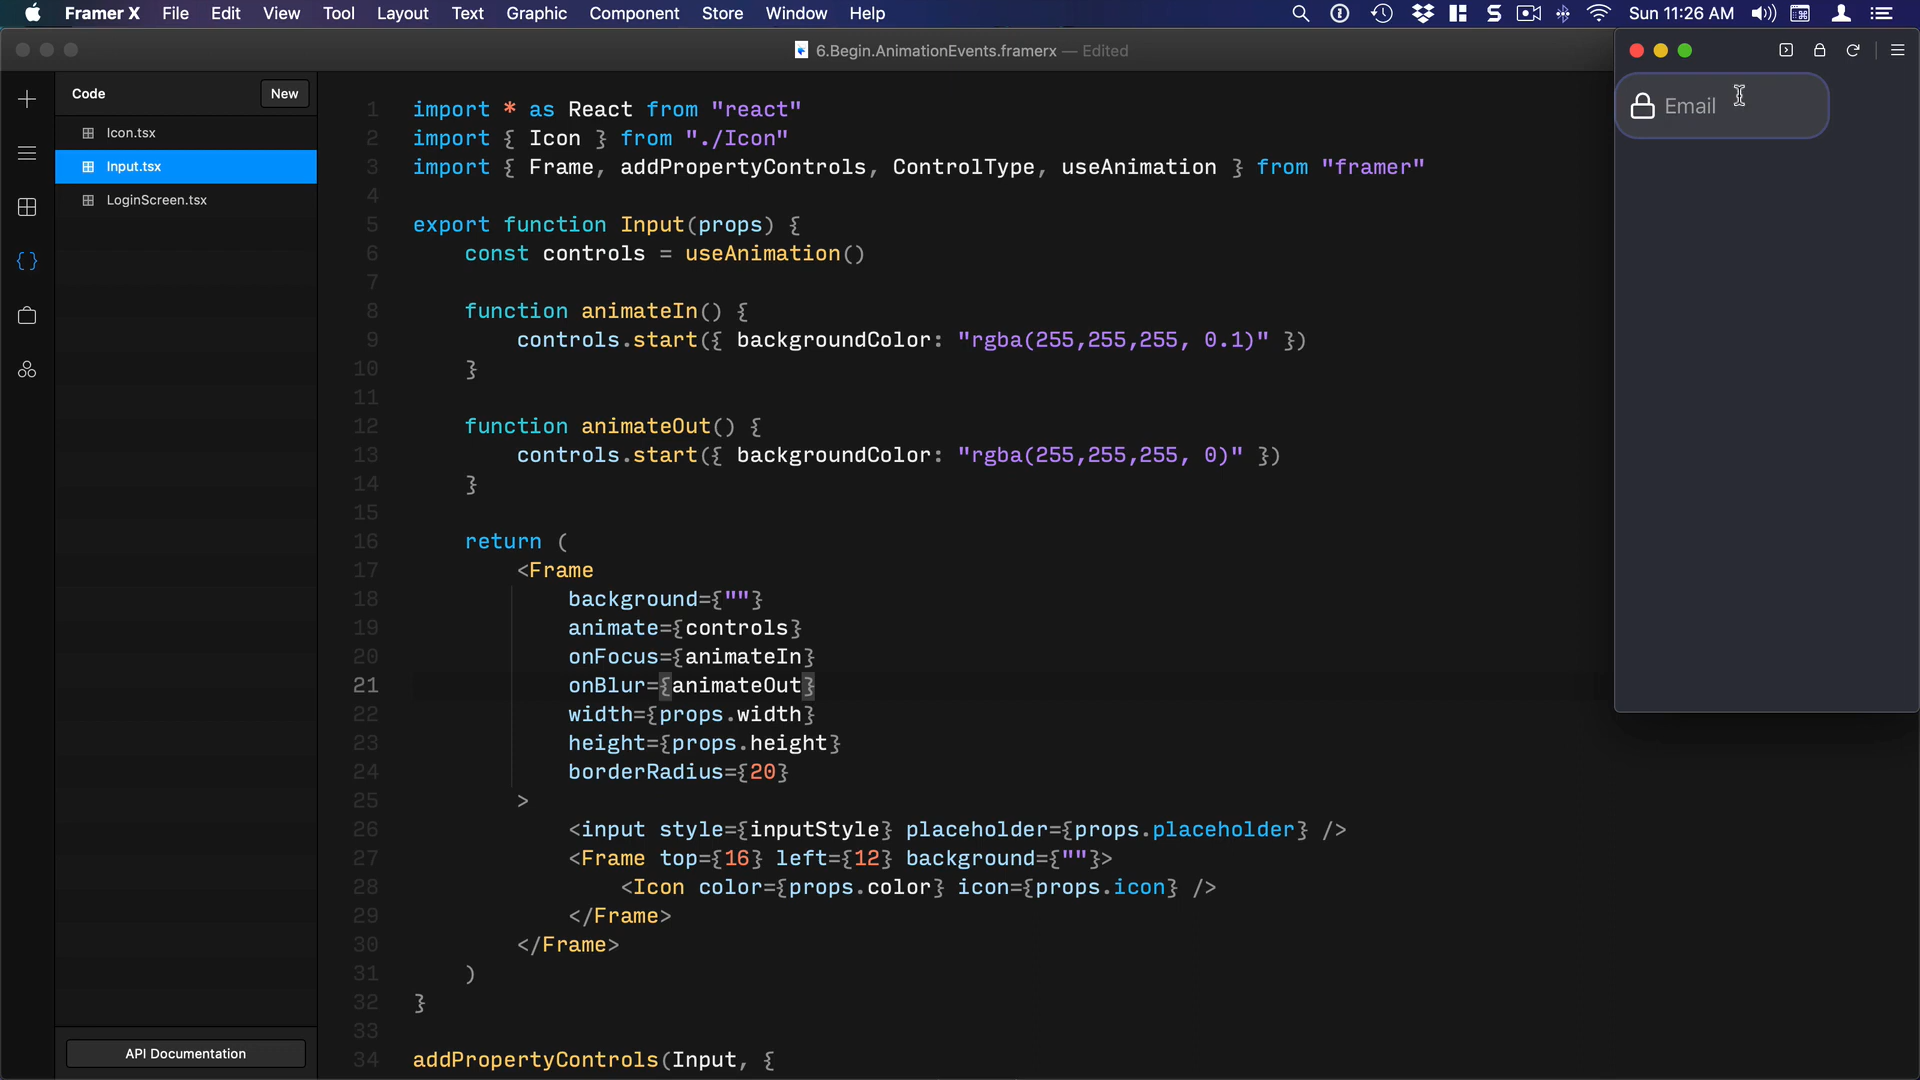 Framer X File Edit View Tool Layout Text Graphic Component Store Window Help Sun 11:26 AM
6.Begin.AnimationEvents.framerx — Edited
Code New
Icon.tsx
Input.tsx
LoginScreen.tsx
API Documentation
1 import * as React from "react"
2 import { Icon } from "./Icon"
3 import { Frame, addPropertyControls, ControlType, useAnimation } from "framer"
4
5 export function Input(props) {
6 const controls = useAnimation()
7
8 function animateIn() {
9 controls.start({ backgroundColor: "rgba(255,255,255, 0.1)" })
10 }
11
12 function animateOut() {
13 controls.start({ backgroundColor: "rgba(255,255,255, 0)" })
14 }
15
16 return (
17 <Frame
18 background={""}
19 animate={controls}
20 onFocus={animateIn}
21 onBlur={animateOut}
22 width={props.width}
23 height={props.height}
24 borderRadius={20}
25 >
26 <input style={inputStyle} placeholder={props.placeholder} />
27 <Frame top={16} left={12} background={""}>
28 <Icon color={props.color} icon={props.icon} />
29 </Frame>
30 </Frame>
31 )
32 }
33
34 addPropertyControls(Input, {
Email